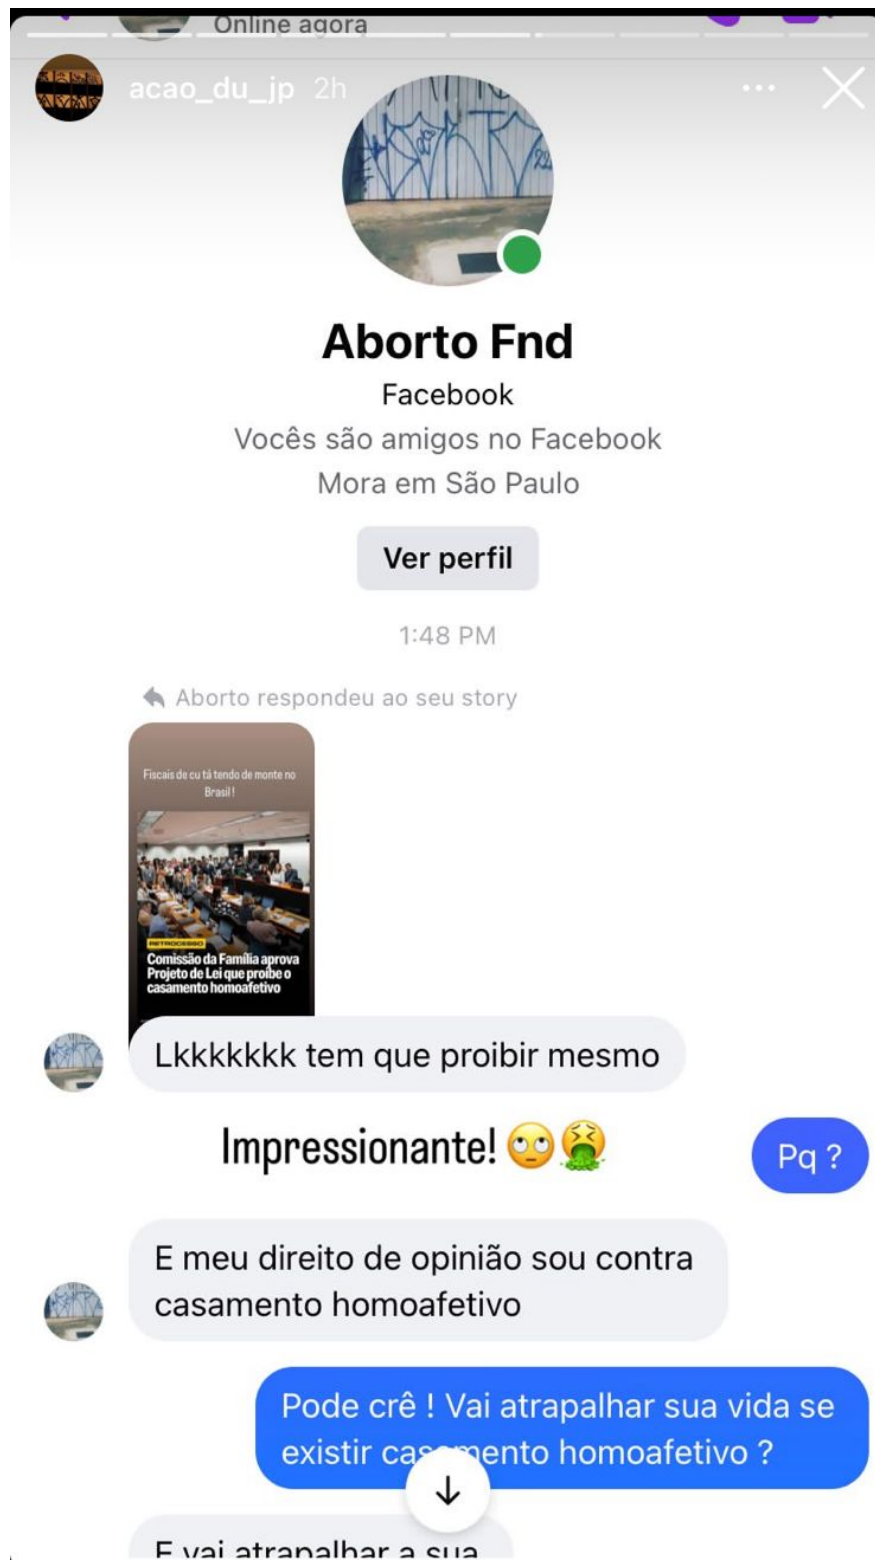 Online agora
acao_du_jp 2h
Aborto Fnd
Facebook
Vocês são amigos no Facebook
Mora em São Paulo
Ver perfil
1:48 PM
Aborto respondeu ao seu story
Fiscais de cu tá tendo de monte no
Brasil !
RETROCESSO
Comissão da Família aprova
Projeto de Lei que proíbe o
casamento homoafetivo
Lkkkkkkk tem que proibir mesmo
Impressionante! 🙄🤮
Pq ?
E meu direito de opinião sou contra
casamento homoafetivo
Pode crê ! Vai atrapalhar sua vida se
existir casamento homoafetivo ?
E vai atrapalhar a sua